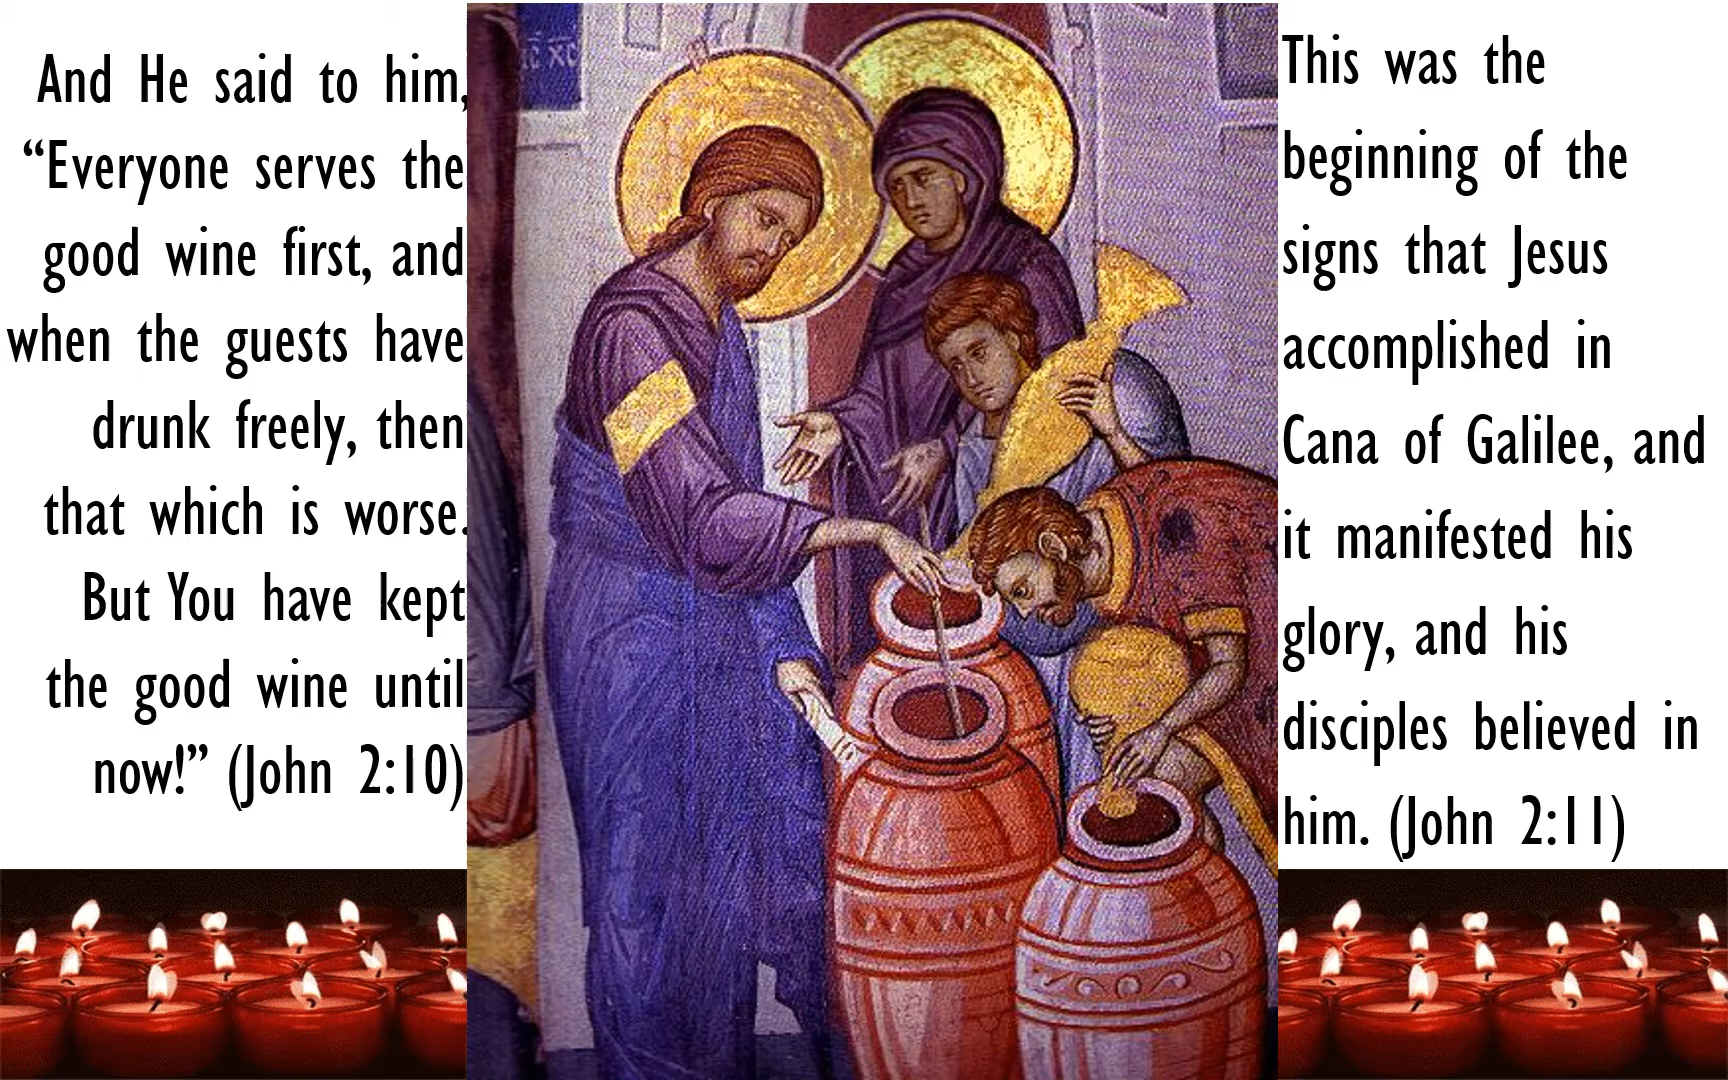 And He said to him,
“Everyone serves the
good wine first, and
when the guests have
drunk freely, then
that which is worse.
But You have kept
the good wine until
now!” (John 2:10)
IC XC
This was the
beginning of the
signs that Jesus
accomplished in
Cana of Galilee, and
it manifested his
glory, and his
disciples believed in
him. (John 2:11)